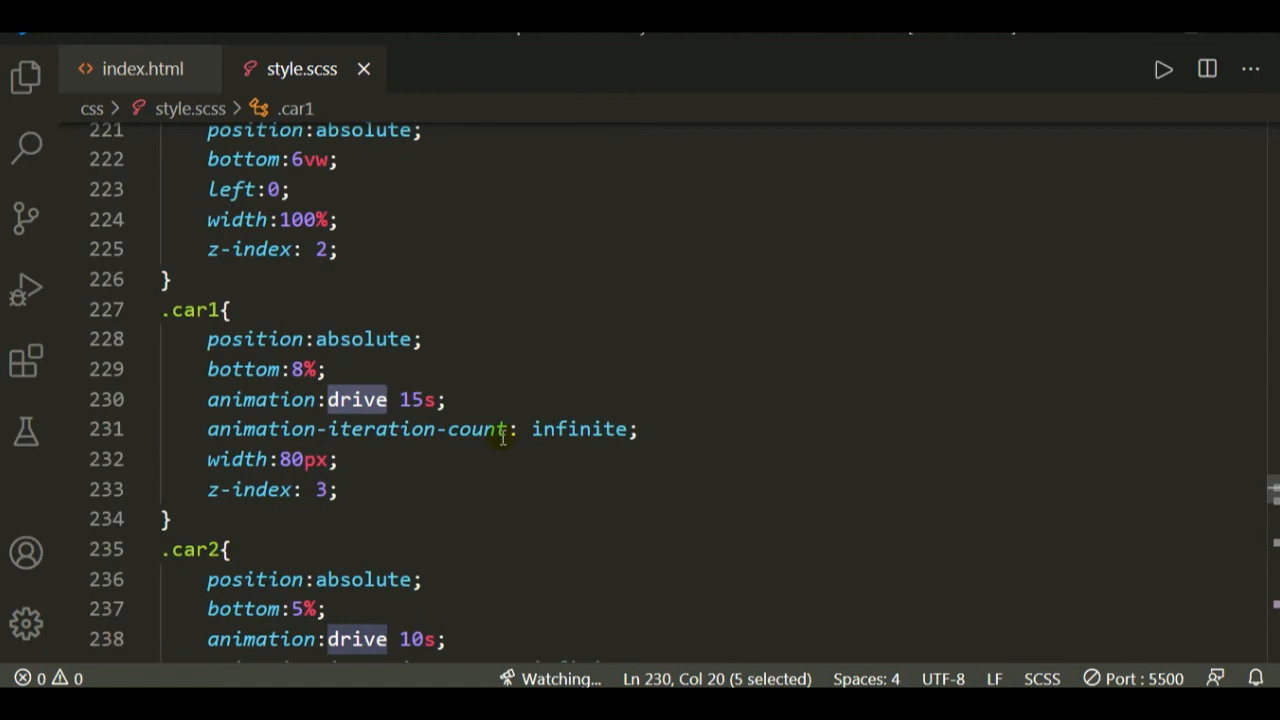 index.html
style.scss
css
style.scss
.car1
221 position:absolute;
222 bottom:6vw;
223 left:0;
224 width:100%;
225 z-index: 2;
226 }
227 .car1{
228 position:absolute;
229 bottom:8%;
230 animation:drive 15s;
231 animation-iteration-count: infinite;
232 width:80px;
233 z-index: 3;
234 }
235 .car2{
236 position:absolute;
237 bottom:5%;
238 animation:drive 10s;
0 0 Watching... Ln 230, Col 20 (5 selected) Spaces: 4 UTF-8 LF SCSS Port : 5500